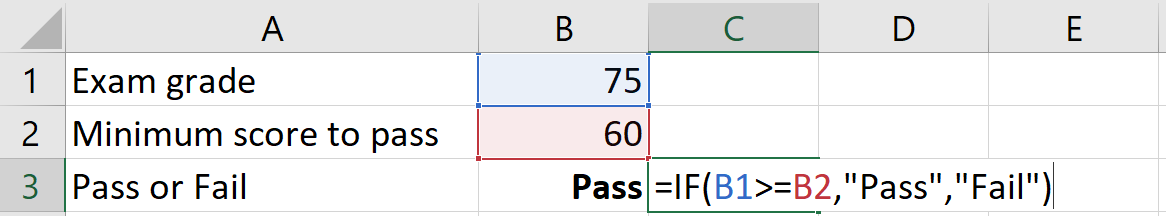 A B C D E
1 Exam grade 75
2 Minimum score to pass 60
3 Pass or Fail Pass =IF(B1>=B2,"Pass","Fail")